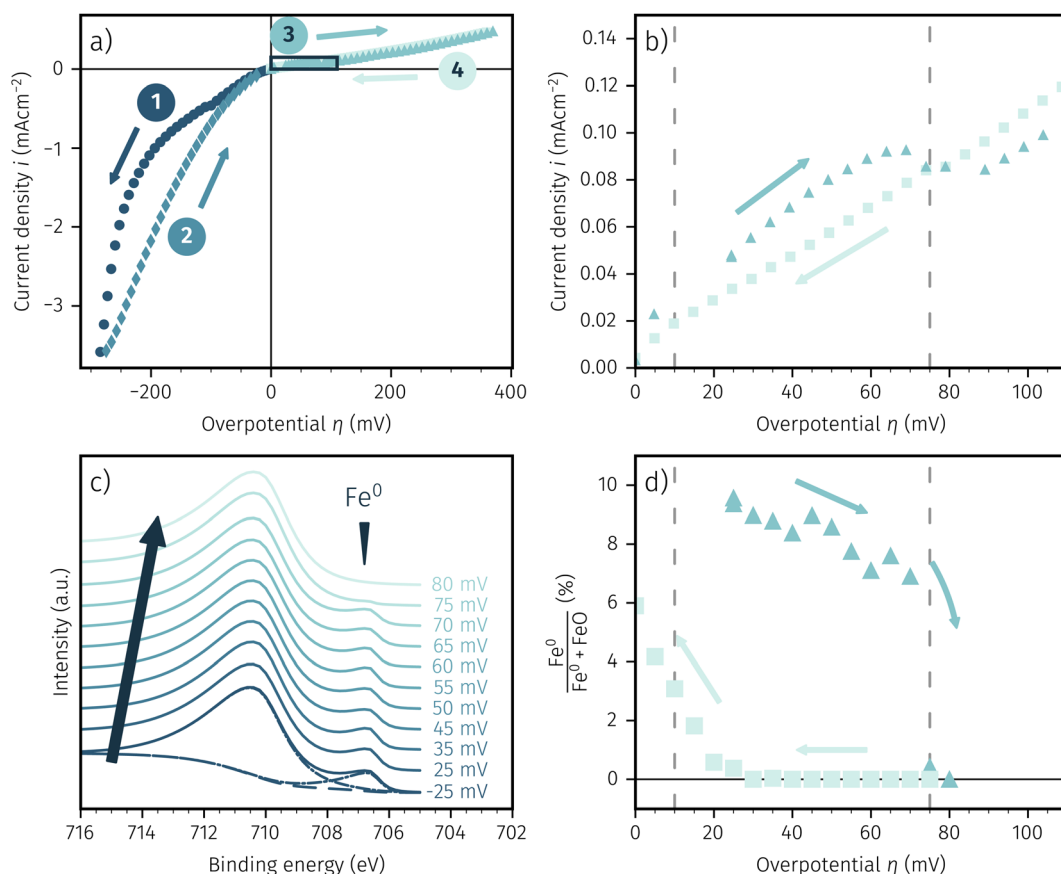 a)
3
4
1
2
0
−1
−2
−3
−200
0
200
400
Current density i (mAcm⁻²)
Overpotential η (mV)
b)
0.14
0.12
0.10
0.08
0.06
0.04
0.02
0.00
0
20
40
60
80
100
Current density i (mAcm⁻²)
Overpotential η (mV)
c)
Fe⁰
80 mV
75 mV
70 mV
65 mV
60 mV
55 mV
50 mV
45 mV
35 mV
25 mV
-25 mV
716
714
712
710
708
706
704
702
Intensity (a.u.)
Binding energy (eV)
d)
10
8
6
4
2
0
0
20
40
60
80
100
Fe⁰
Fe⁰ + FeO
(%)
Overpotential η (mV)